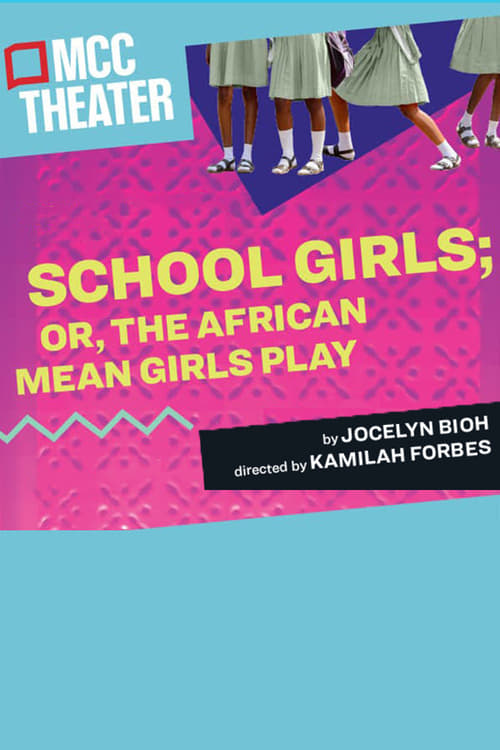 MCC
THEATER
SCHOOL GIRLS;
OR, THE AFRICAN
MEAN GIRLS PLAY
by JOCELYN BIOH
directed by KAMILAH FORBES